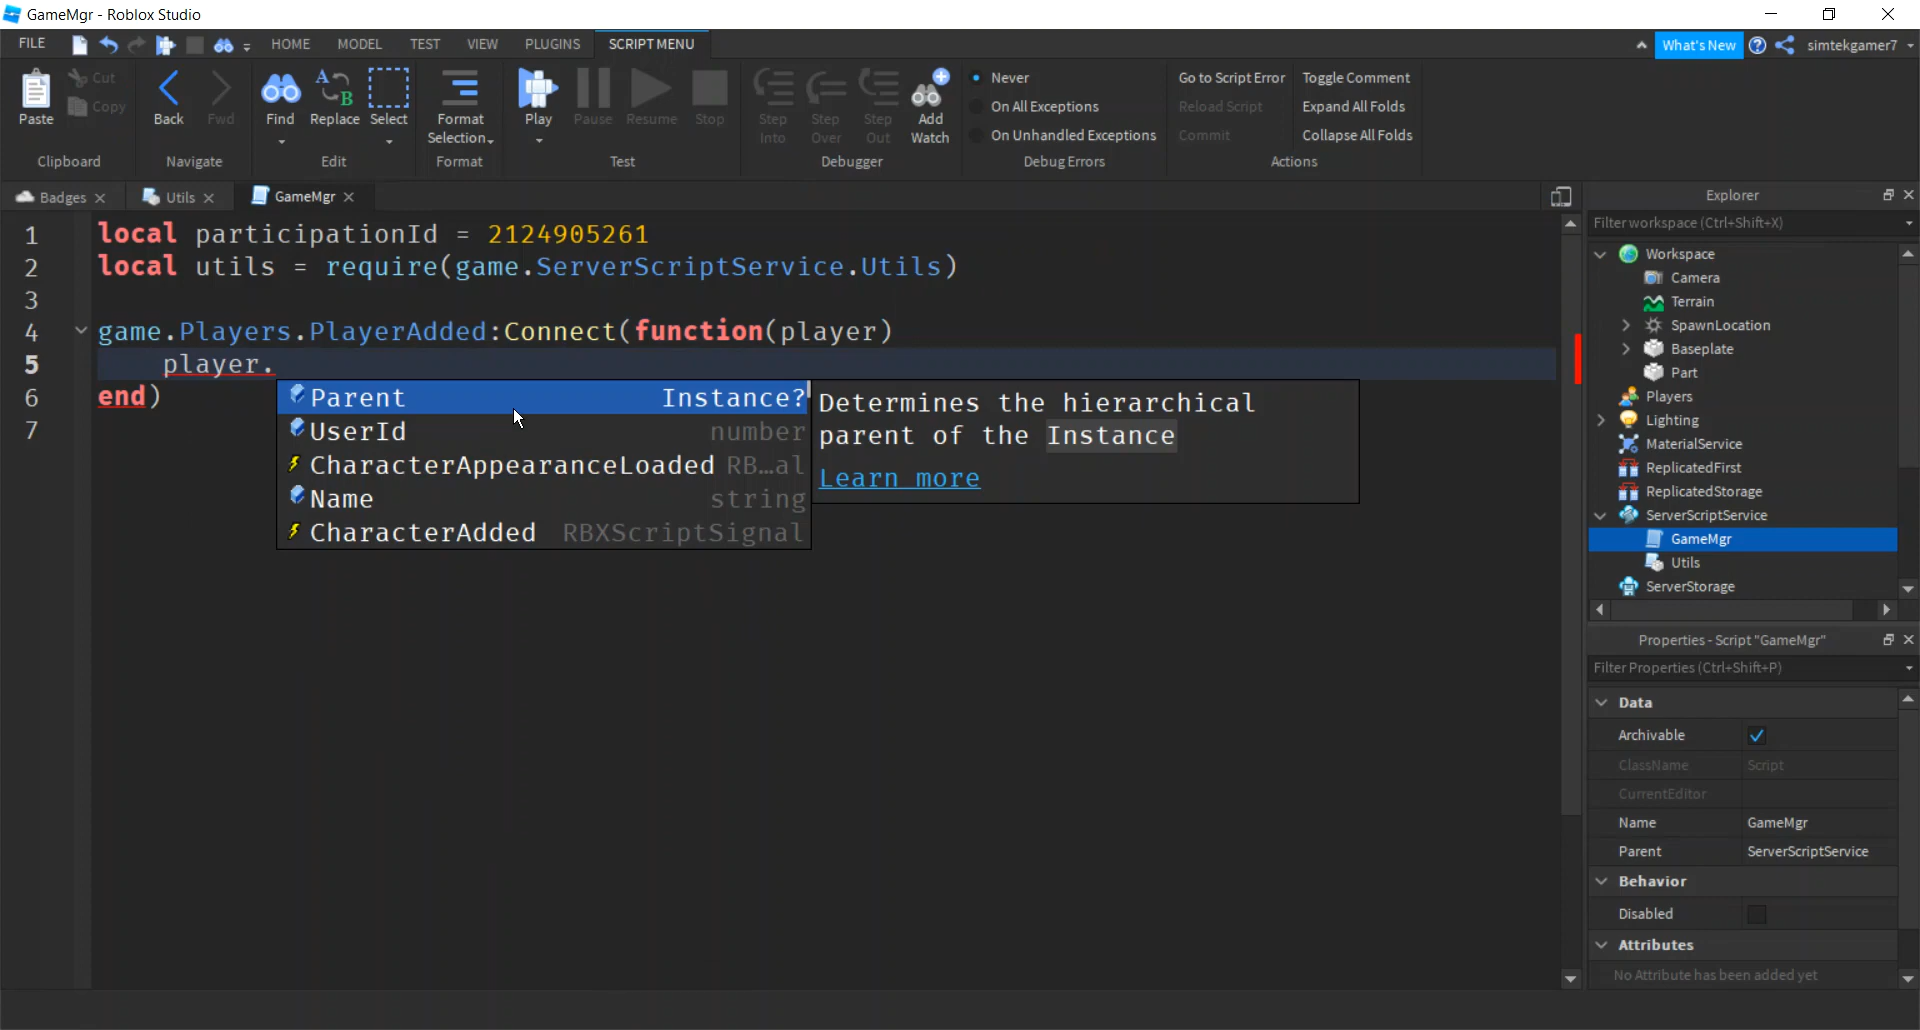 GameMgr - Roblox Studio
FILE HOME MODEL TEST VIEW PLUGINS SCRIPT MENU What's New simtekgamer7
Paste Cut Copy Back Fwd Find Replace Select Format Selection Play Pause Resume Stop Step Into Step Over Step Out Add Watch
Never Go to Script Error Toggle Comment
On All Exceptions Reload Script Expand All Folds
On Unhandled Exceptions Commit Collapse All Folds
Clipboard Navigate Edit Format Test Debugger Debug Errors Actions
Badges Utils GameMgr
1 local participationId = 2124905261
2 local utils = require(game.ServerScriptService.Utils)
3
4 game.Players.PlayerAdded:Connect(function(player)
5 player.
6 end)
7
Parent Instance?
UserId number
CharacterAppearanceLoaded RB…al
Name string
CharacterAdded RBXScriptSignal
Determines the hierarchical
parent of the Instance
Learn more
Explorer
Filter workspace (Ctrl+Shift+X)
Workspace
Camera
Terrain
SpawnLocation
Baseplate
Part
Players
Lighting
MaterialService
ReplicatedFirst
ReplicatedStorage
ServerScriptService
GameMgr
Utils
ServerStorage
Properties - Script "GameMgr"
Filter Properties (Ctrl+Shift+P)
Data
Archivable
ClassName Script
CurrentEditor
Name GameMgr
Parent ServerScriptService
Behavior
Disabled
Attributes
No Attribute has been added yet